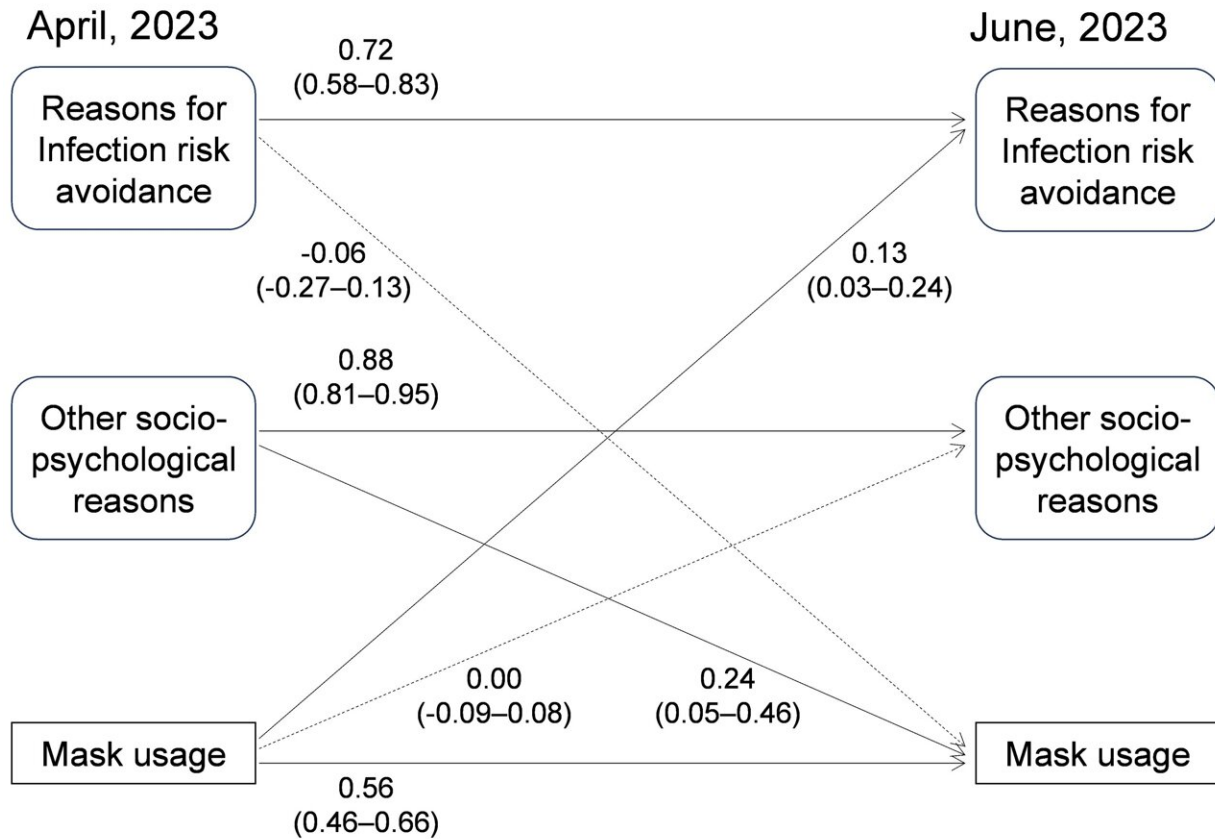 April, 2023
June, 2023
0.72
(0.58–0.83)
Reasons for
Infection risk
avoidance
Reasons for
Infection risk
avoidance
-0.06
(-0.27–0.13)
0.13
(0.03–0.24)
0.88
(0.81–0.95)
Other socio-
psychological
reasons
Other socio-
psychological
reasons
0.00
(-0.09–0.08)
0.24
(0.05–0.46)
Mask usage
Mask usage
0.56
(0.46–0.66)